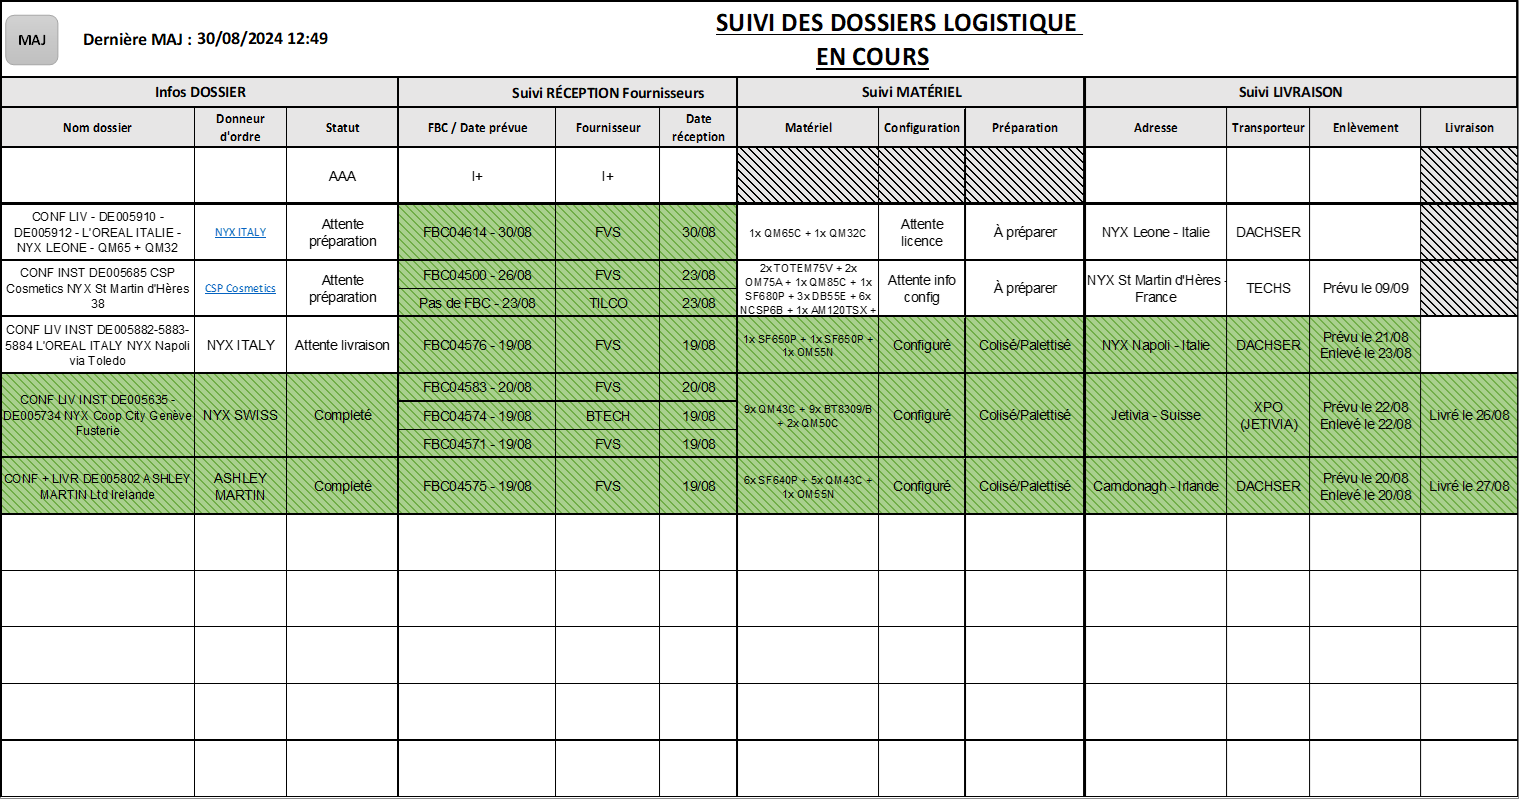 MAJ
Dernière MAJ : 30/08/2024 12:49
SUIVI DES DOSSIERS LOGISTIQUE
EN COURS
Infos DOSSIER
Suivi RÉCEPTION Fournisseurs
Suivi MATÉRIEL
Suivi LIVRAISON
Nom dossier
Donneur
d'ordre
Statut
FBC / Date prévue
Fournisseur
Date
réception
Matériel
Configuration
Préparation
Adresse
Transporteur
Enlèvement
Livraison
AAA
I+
I+
CONF LIV - DE005910 -
DE005912 - L'OREAL ITALIE -
NYX LEONE - QM65 + QM32
NYX ITALY
Attente
préparation
FBC04614 - 30/08
FVS
30/08
1x QM65C + 1x QM32C
Attente
licence
À préparer
NYX Leone - Italie
DACHSER
CONF INST DE005685 CSP
Cosmetics NYX St Martin d'Hères
38
CSP Cosmetics
Attente
préparation
FBC04500 - 26/08
FVS
23/08
Pas de FBC - 23/08
TILCO
23/08
2x TOTEM75V + 2x
OM75A + 1x QM85C + 1x
SF680P + 3x DB55E + 6x
NCSP6B + 1x AM120TSX +
Attente info
config
À préparer
NYX St Martin d'Hères -
France
TECHS
Prévu le 09/09
CONF LIV INST DE005882-5883-
5884 L'OREAL ITALY NYX Napoli
via Toledo
NYX ITALY
Attente livraison
FBC04576 - 19/08
FVS
19/08
1x SF650P + 1x SF650P +
1x OM55N
Configuré
Colisé/Palettisé
NYX Napoli - Italie
DACHSER
Prévu le 21/08
Enlevé le 23/08
CONF LIV INST DE005635 -
DE005734 NYX Coop City Genève
Fusterie
NYX SWISS
Completé
FBC04583 - 20/08
FVS
20/08
FBC04574 - 19/08
BTECH
19/08
FBC04571 - 19/08
FVS
19/08
9x QM43C + 9x BT8309/B
+ 2x QM50C
Configuré
Colisé/Palettisé
Jetivia - Suisse
XPO
(JETIVIA)
Prévu le 22/08
Enlevé le 22/08
Livré le 26/08
CONF + LIVR DE005802 ASHLEY
MARTIN Ltd Irelande
ASHLEY
MARTIN
Completé
FBC04575 - 19/08
FVS
19/08
6x SF640P + 5x QM43C +
1x OM55N
Configuré
Colisé/Palettisé
Carndonagh - Irlande
DACHSER
Prévu le 20/08
Enlevé le 20/08
Livré le 27/08